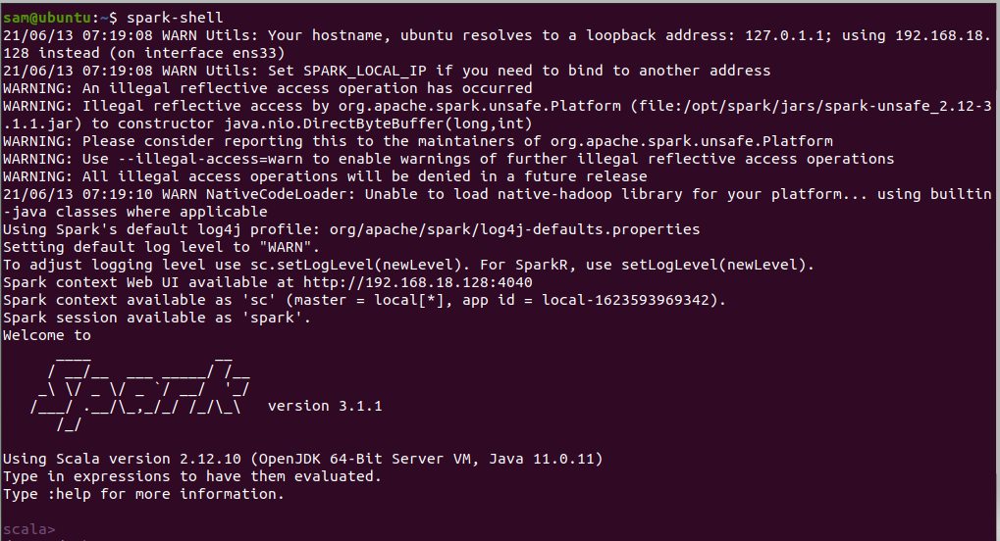 sam@ubuntu:~$ spark-shell
21/06/13 07:19:08 WARN Utils: Your hostname, ubuntu resolves to a loopback address: 127.0.1.1; using 192.168.18.
128 instead (on interface ens33)
21/06/13 07:19:08 WARN Utils: Set SPARK_LOCAL_IP if you need to bind to another address
WARNING: An illegal reflective access operation has occurred
WARNING: Illegal reflective access by org.apache.spark.unsafe.Platform (file:/opt/spark/jars/spark-unsafe_2.12-3
.1.1.jar) to constructor java.nio.DirectByteBuffer(long,int)
WARNING: Please consider reporting this to the maintainers of org.apache.spark.unsafe.Platform
WARNING: Use --illegal-access=warn to enable warnings of further illegal reflective access operations
WARNING: All illegal access operations will be denied in a future release
21/06/13 07:19:10 WARN NativeCodeLoader: Unable to load native-hadoop library for your platform... using builtin
-java classes where applicable
Using Spark's default log4j profile: org/apache/spark/log4j-defaults.properties
Setting default log level to "WARN".
To adjust logging level use sc.setLogLevel(newLevel). For SparkR, use setLogLevel(newLevel).
Spark context Web UI available at http://192.168.18.128:4040
Spark context available as 'sc' (master = local[*], app id = local-1623593969342).
Spark session available as 'spark'.
Welcome to
      ____              __
     / __/__  ___ _____/ /__
    _\ \/ _ \/ _ `/ __/  '_/
   /___/ .__/\_,_/_/ /_/\_\   version 3.1.1
      /_/
Using Scala version 2.12.10 (OpenJDK 64-Bit Server VM, Java 11.0.11)
Type in expressions to have them evaluated.
Type :help for more information.
scala>